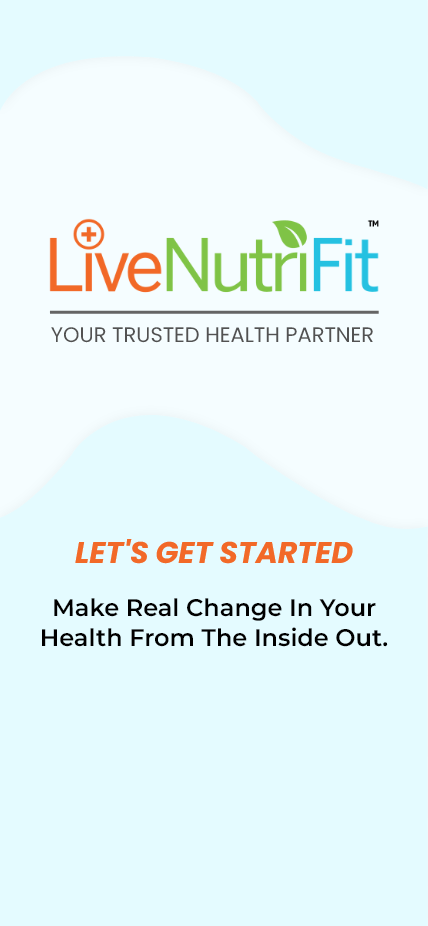 LiveNutriFit™
YOUR TRUSTED HEALTH PARTNER
LET'S GET STARTED
Make Real Change In Your
Health From The Inside Out.